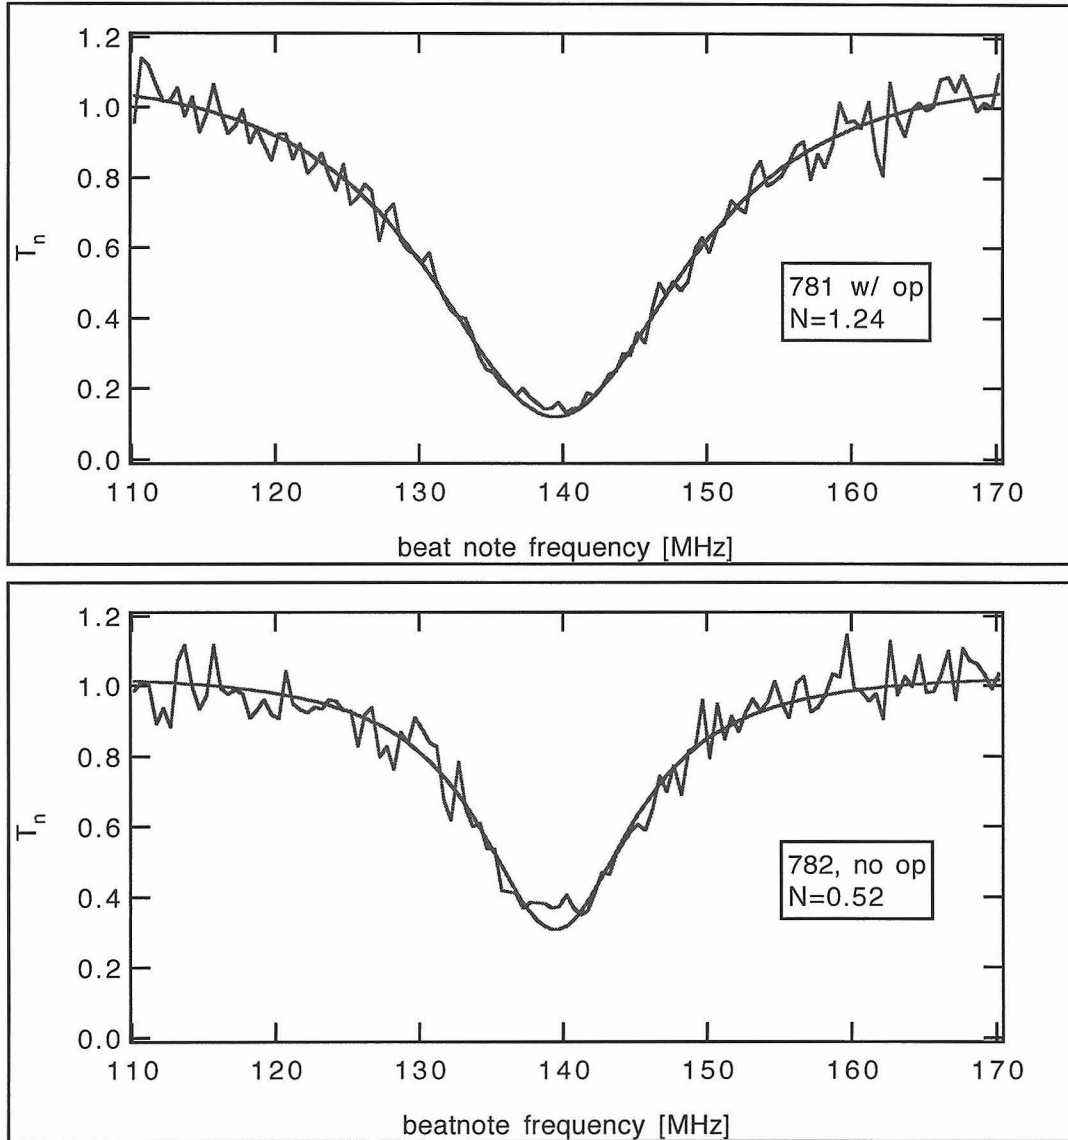 1.2
1.0
0.8
0.6
0.4
0.2
0.0
T_n
781 w/ op
N=1.24
110 120 130 140 150 160 170
beat note frequency [MHz]
1.2
1.0
0.8
0.6
0.4
0.2
0.0
T_n
782, no op
N=0.52
110 120 130 140 150 160 170
beatnote frequency [MHz]